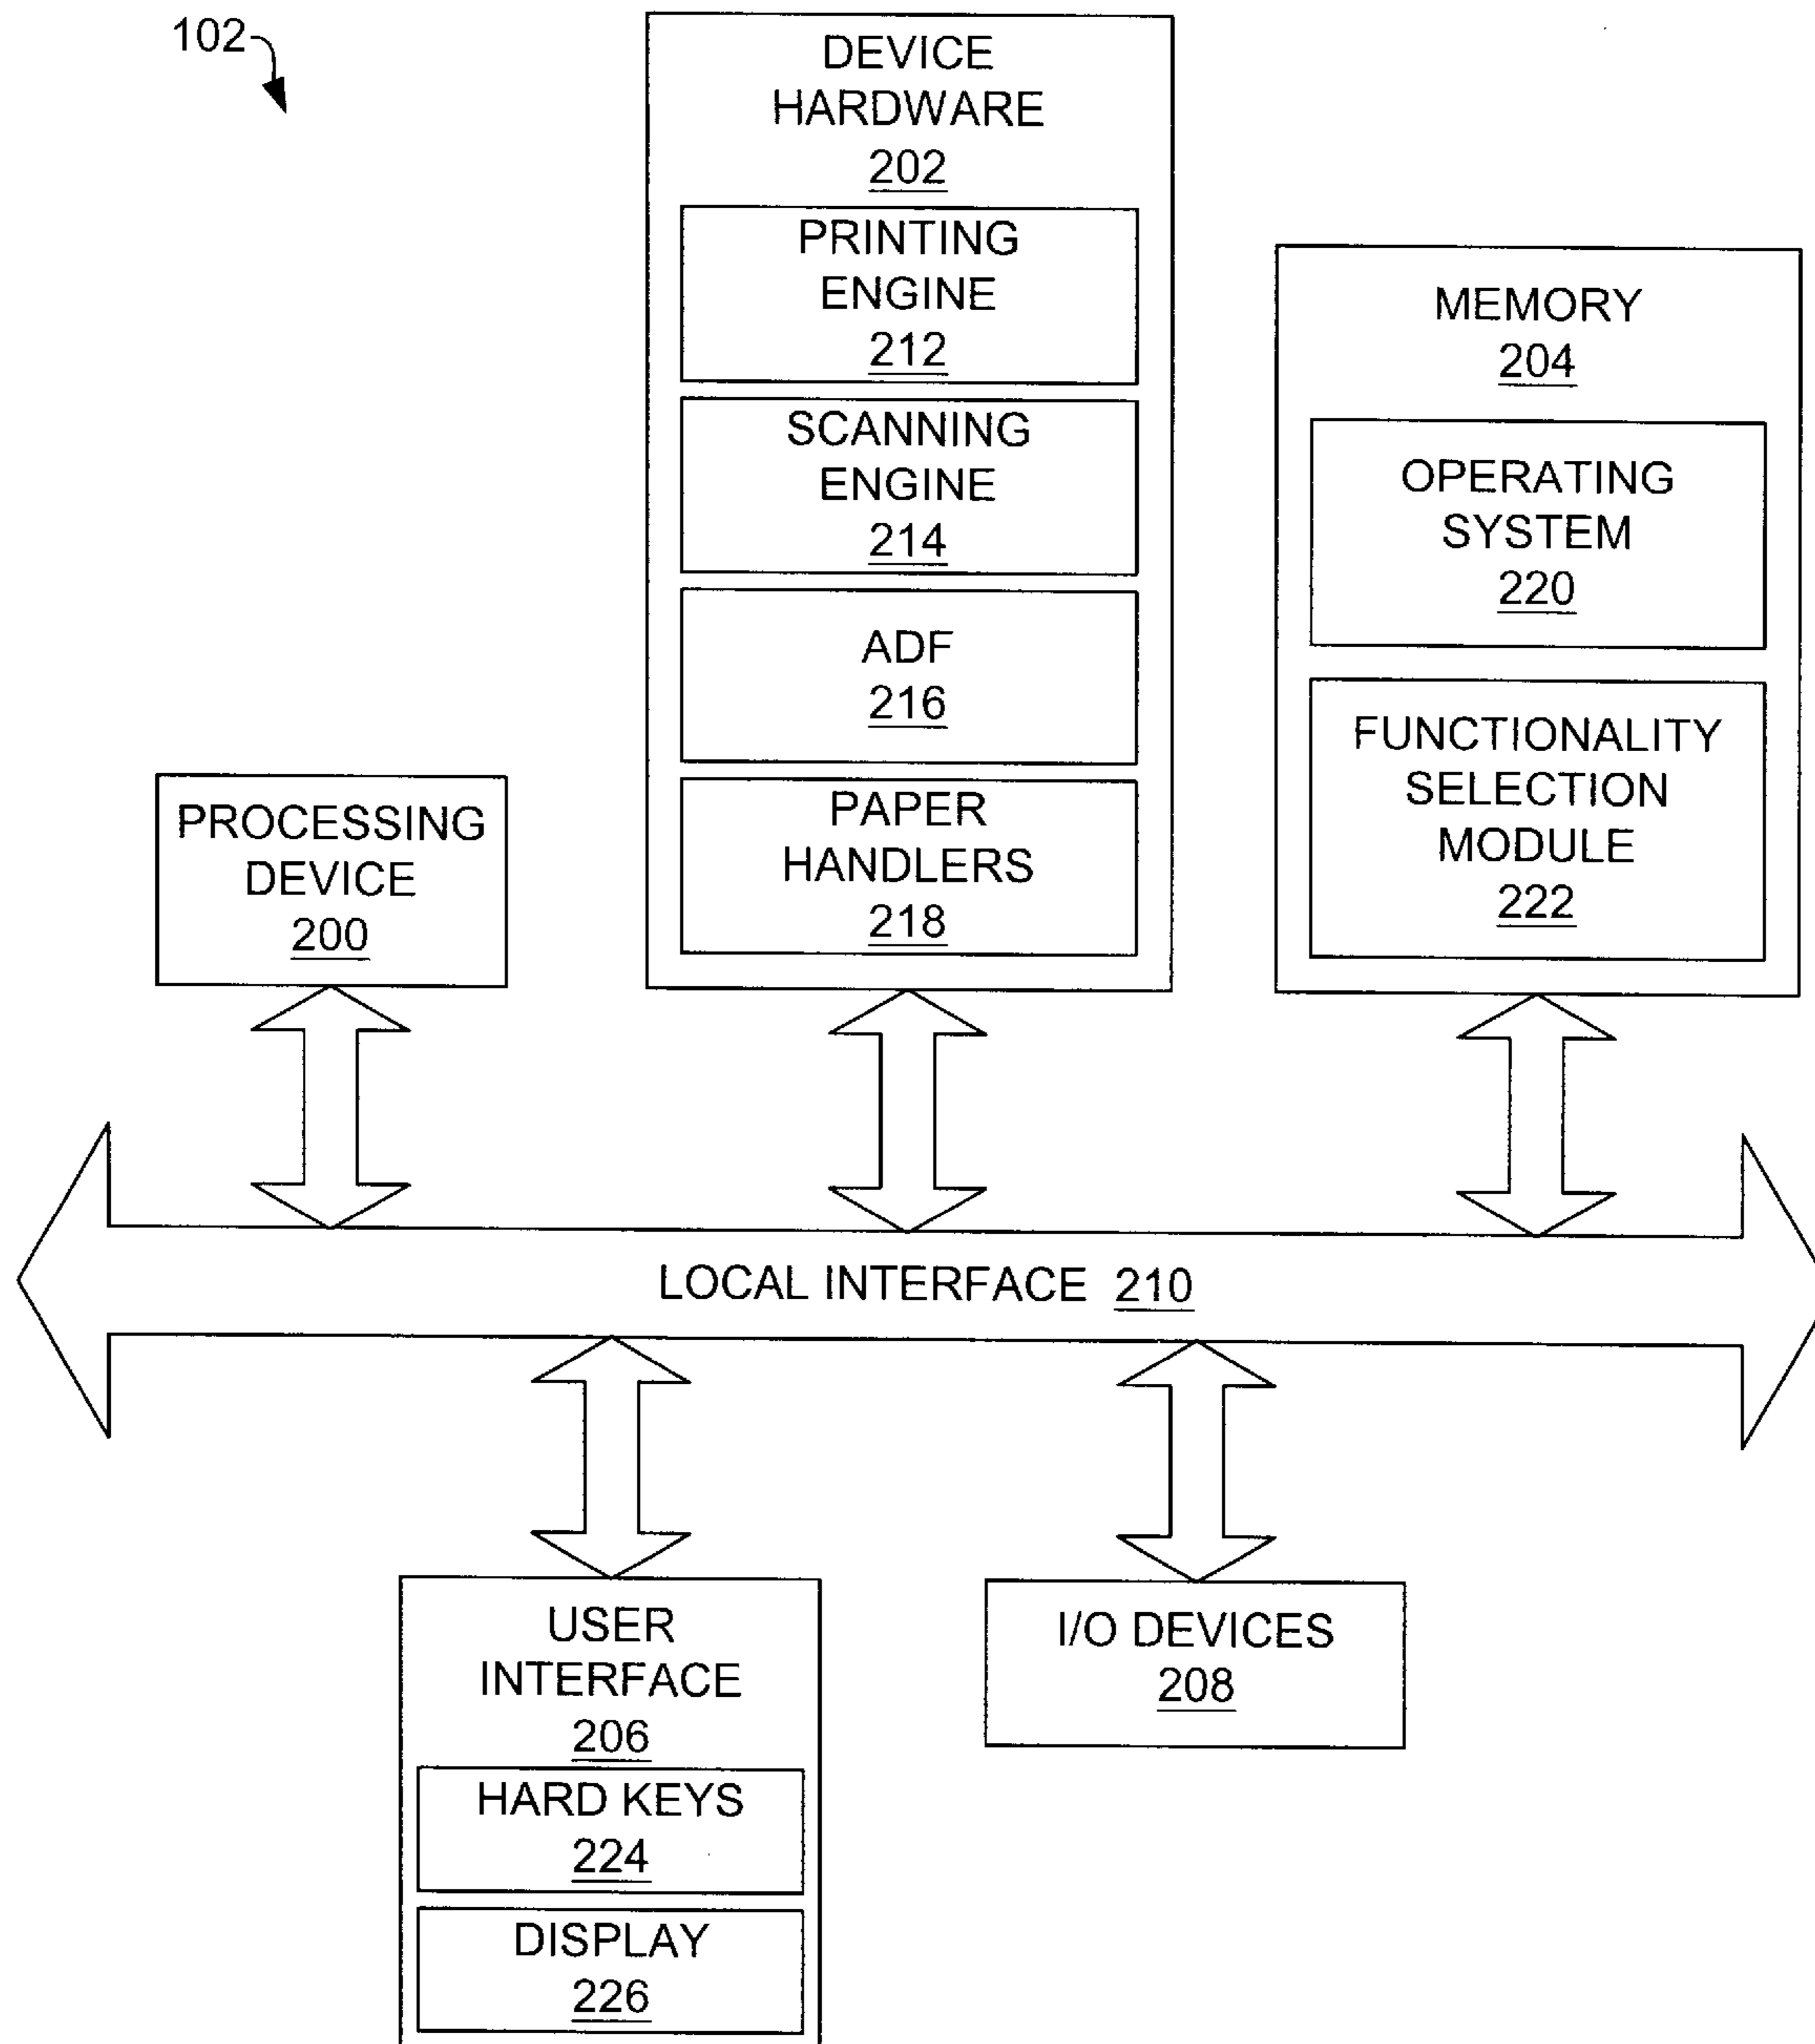 102
DEVICE
HARDWARE
202
PRINTING
ENGINE
212
SCANNING
ENGINE
214
ADF
216
PAPER
HANDLERS
218
MEMORY
204
OPERATING
SYSTEM
220
FUNCTIONALITY
SELECTION
MODULE
222
PROCESSING
DEVICE
200
LOCAL INTERFACE 210
USER
INTERFACE
206
HARD KEYS
224
DISPLAY
226
I/O DEVICES
208